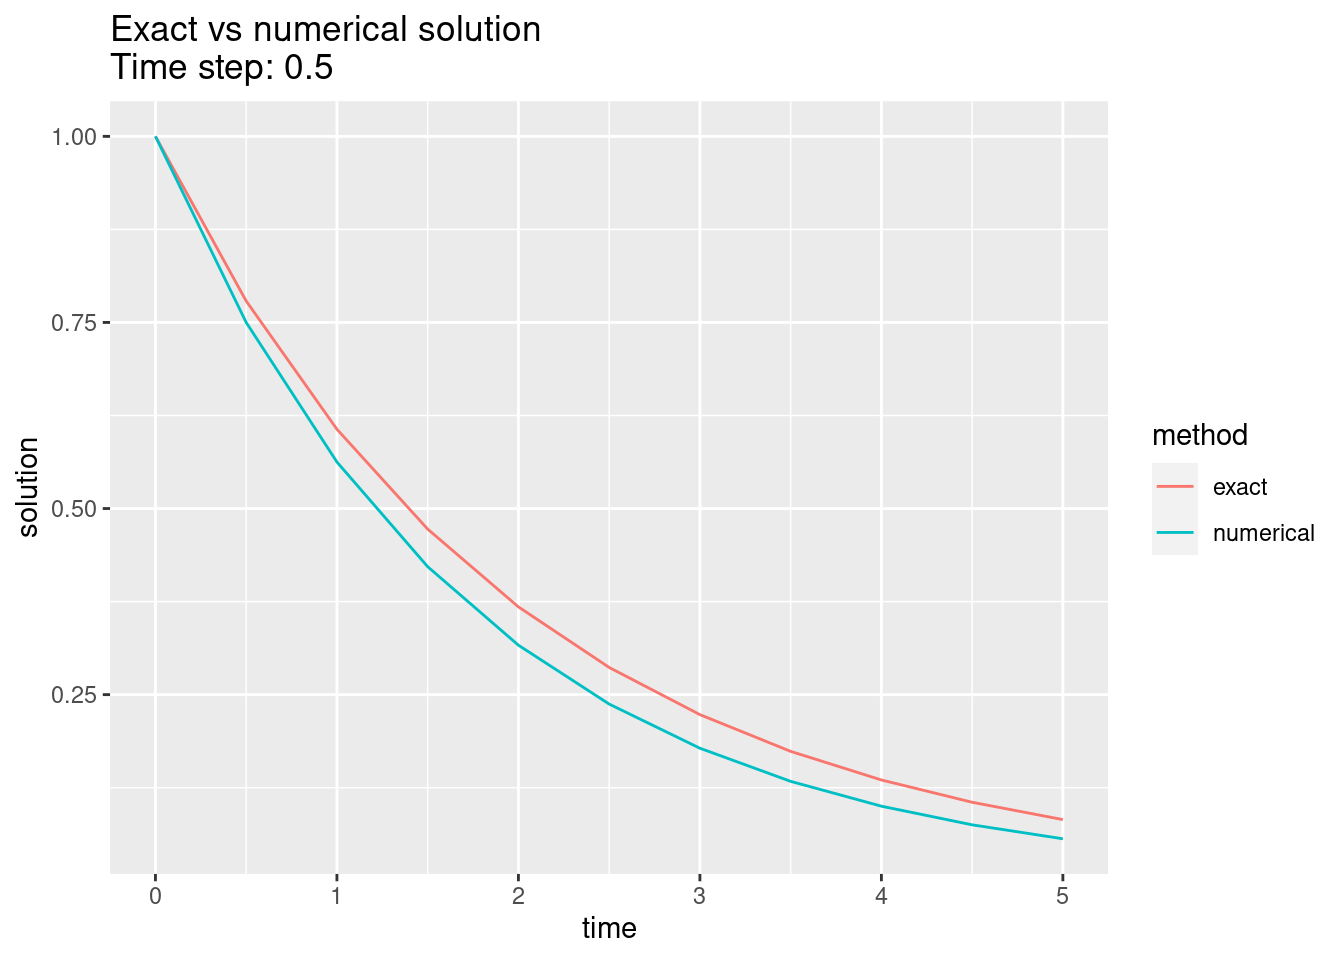 Exact vs numerical solution
Time step: 0.5
1.00
0.75
0.50
0.25
solution
0 1 2 3 4 5
time
method
exact
numerical